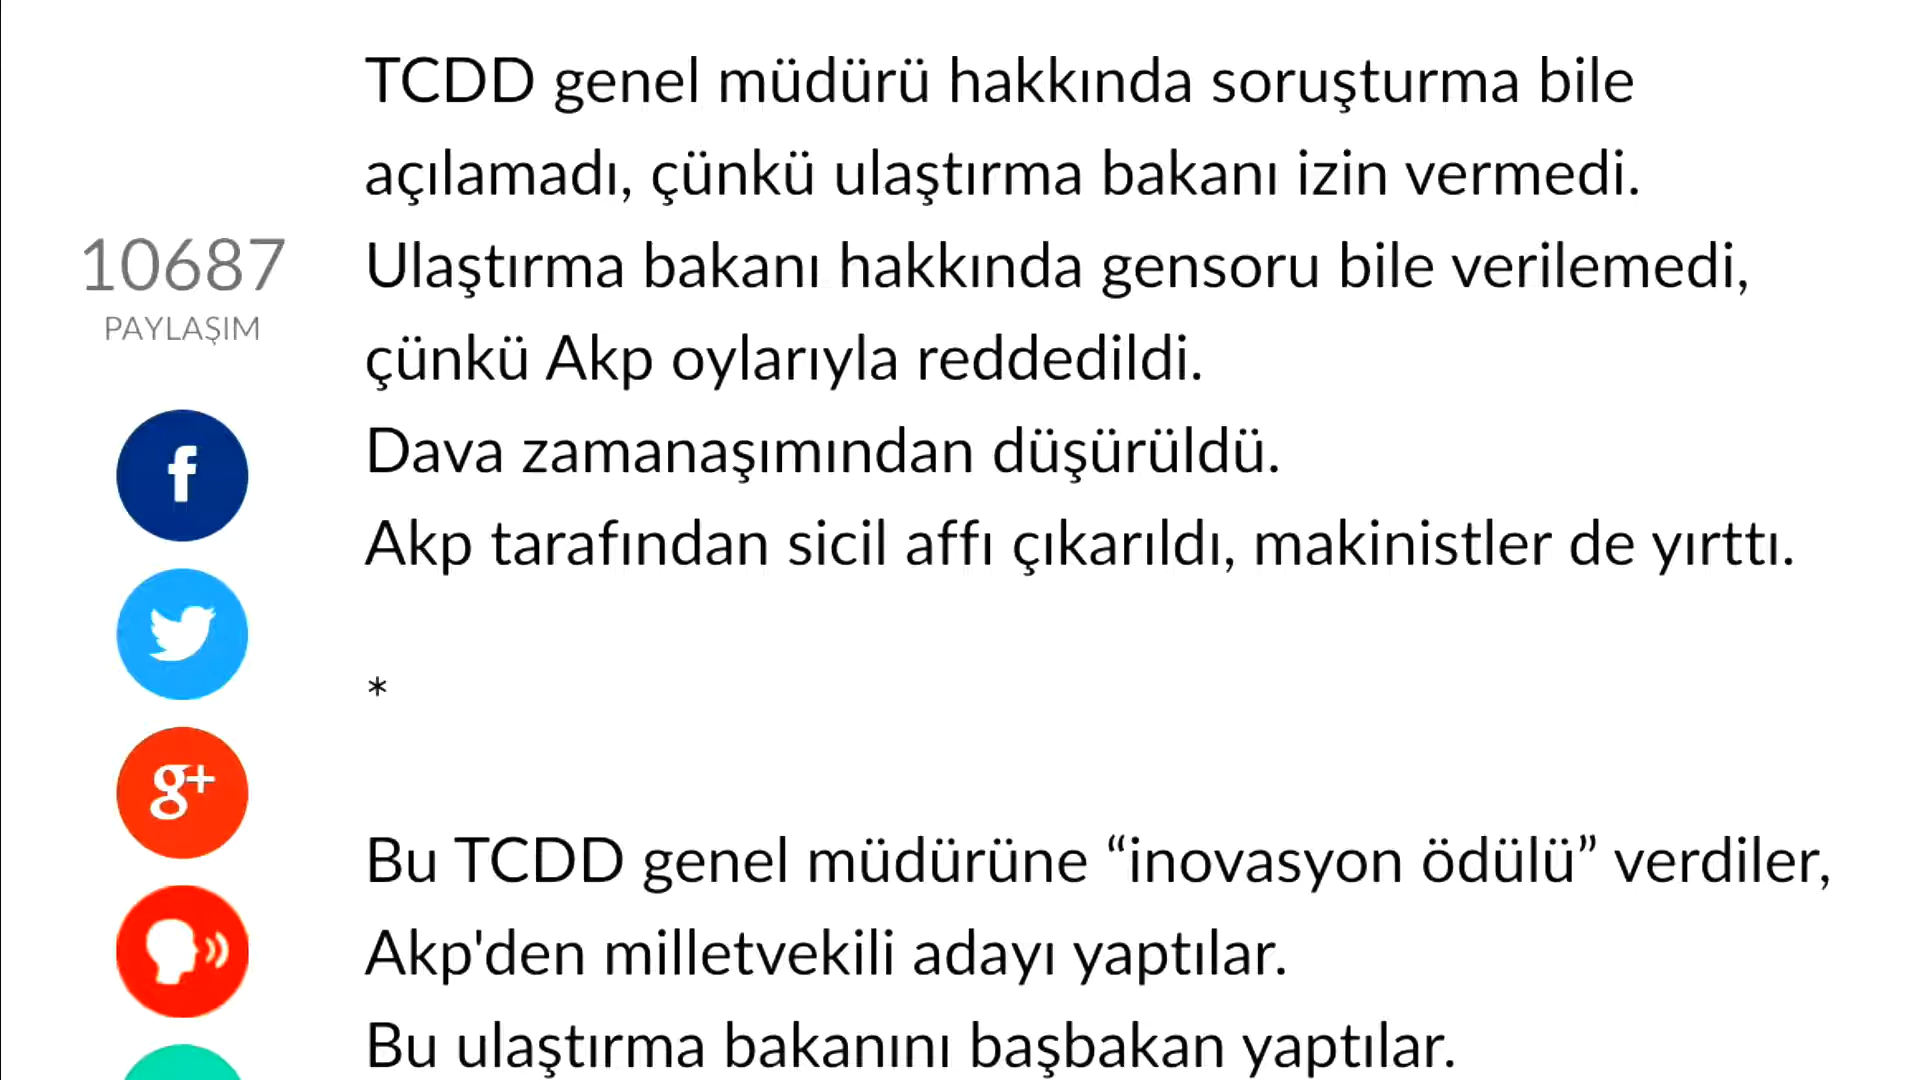 TCDD genel müdürü hakkında soruşturma bile
açılamadı, çünkü ulaştırma bakanı izin vermedi.
Ulaştırma bakanı hakkında gensoru bile verilemedi,
çünkü Akp oylarıyla reddedildi.
Dava zamanaşımından düşürüldü.
Akp tarafından sicil affı çıkarıldı, makinistler de yırttı.
*
Bu TCDD genel müdürüne “inovasyon ödülü” verdiler,
Akp'den milletvekili adayı yaptılar.
Bu ulaştırma bakanını başbakan yaptılar.
10687
PAYLAŞIM
f
g+